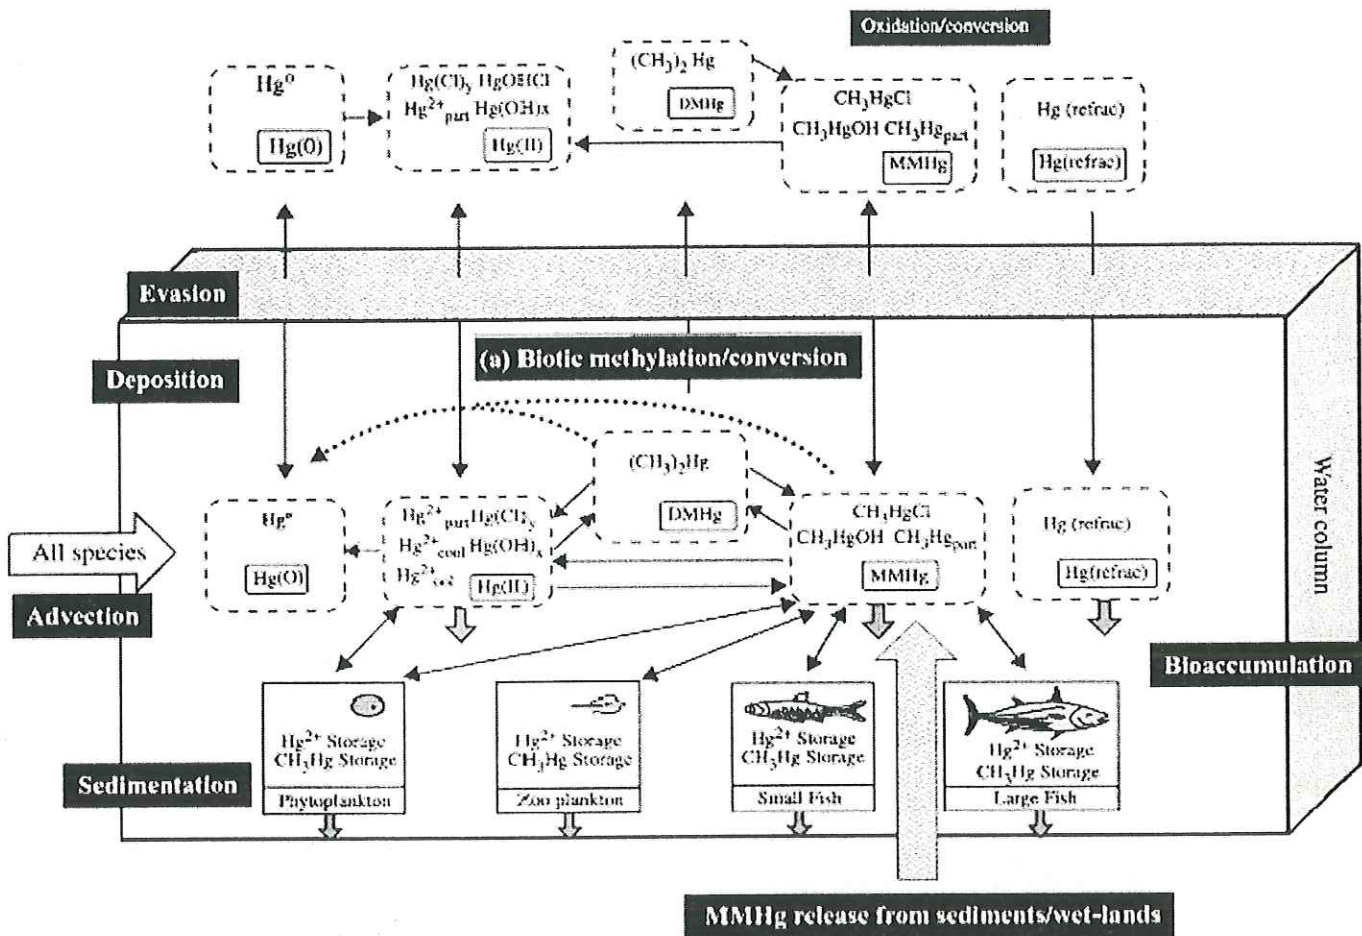 Oxidation/conversion
Hg⁰
Hg(0)
Hg(Cl)y HgOHCl
Hg²⁺part Hg(OH)x
Hg(II)
(CH₃)₂ Hg
DMHg
CH₃HgCl
CH₃HgOH CH₃Hgpart
MMHg
Hg (refrac)
Hg(refrac)
Evasion
Deposition
(a) Biotic methylation/conversion
Water column
All species
Advection
Hg⁰
Hg(O)
Hg²⁺part Hg(Cl)y
Hg²⁺cool Hg(OH)x
Hg²⁺
Hg(II)
(CH₃)₂Hg
DMHg
CH₃HgCl
CH₃HgOH CH₃Hgpart
MMHg
Hg (refrac)
Hg(refrac)
Bioaccumulation
Sedimentation
Hg²⁺ Storage
CH₃Hg Storage
Phytoplankton
Hg²⁺ Storage
CH₃Hg Storage
Zoo plankton
Hg²⁺ Storage
CH₃Hg Storage
Small Fish
Hg²⁺ Storage
CH₃Hg Storage
Large Fish
MMHg release from sediments/wet-lands